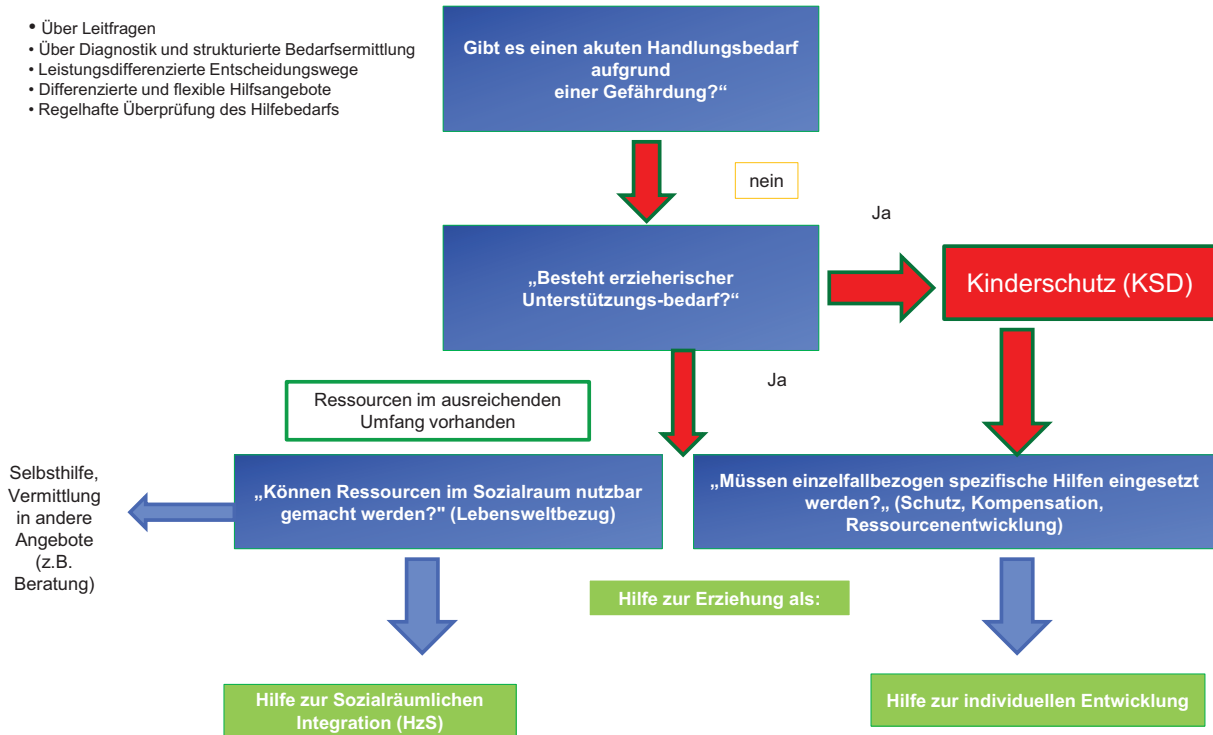 • Über Leitfragen
• Über Diagnostik und strukturierte Bedarfsermittlung
• Leistungsdifferenzierte Entscheidungswege
• Differenzierte und flexible Hilfsangebote
• Regelhafte Überprüfung des Hilfebedarfs
Gibt es einen akuten Handlungsbedarf
aufgrund
einer Gefährdung?“
nein
Ja
„Besteht erzieherischer
Unterstützungs-bedarf?“
Kinderschutz (KSD)
Ja
Ressourcen im ausreichenden
Umfang vorhanden
Selbsthilfe,
Vermittlung
in andere
Angebote
(z.B.
Beratung)
„Können Ressourcen im Sozialraum nutzbar
gemacht werden?" (Lebensweltbezug)
„Müssen einzelfallbezogen spezifische Hilfen eingesetzt
werden?„ (Schutz, Kompensation,
Ressourcenentwicklung)
Hilfe zur Erziehung als:
Hilfe zur Sozialräumlichen
Integration (HzS)
Hilfe zur individuellen Entwicklung